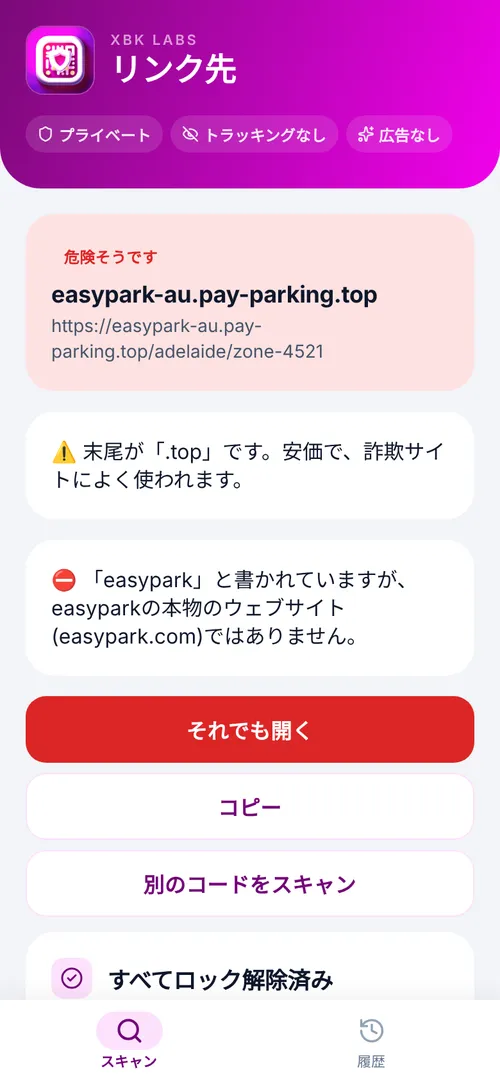 XBK LABS
リンク先
プライベート
トラッキングなし
広告なし
危険そうです
easypark-au.pay-parking.top
https://easypark-au.pay-
parking.top/adelaide/zone-4521
⚠️ 末尾が「.top」です。安価で、詐欺サイ
トによく使われます。
⛔ 「easypark」と書かれていますが、
easyparkの本物のウェブサイト
(easypark.com)ではありません。
それでも開く
コピー
別のコードをスキャン
すべてロック解除済み
スキャン
履歴